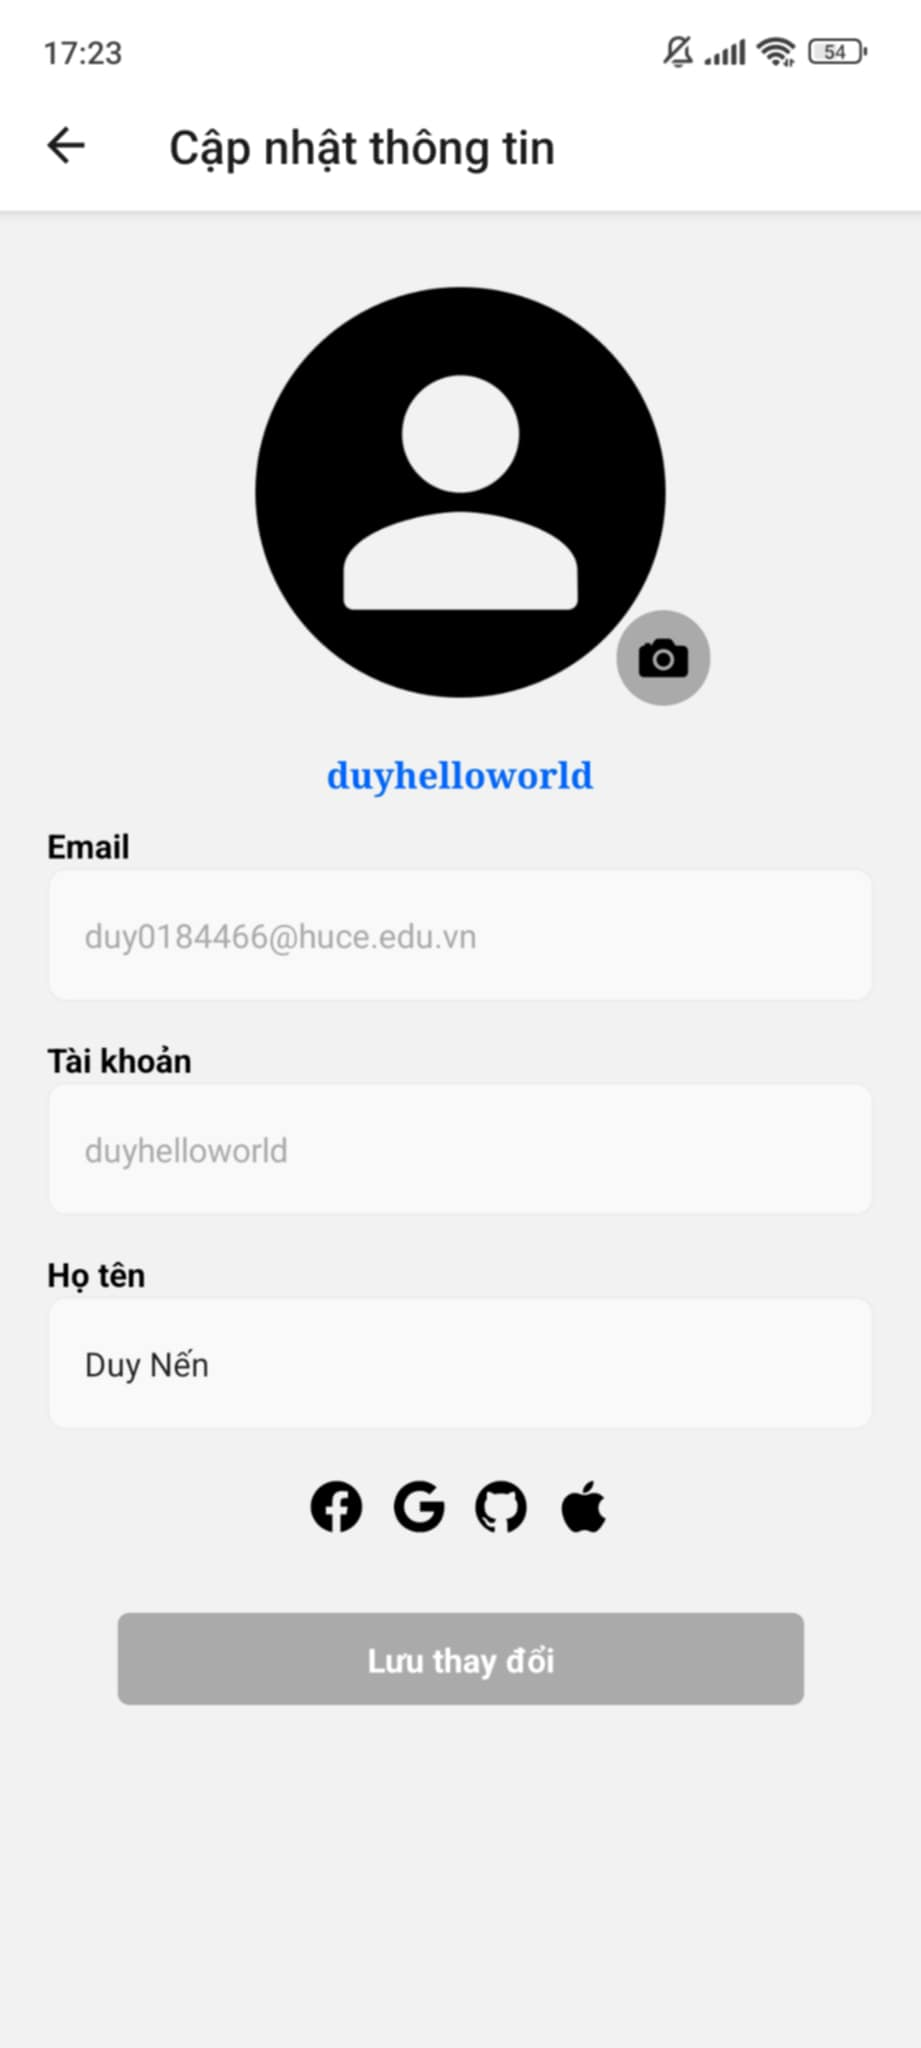 17:23
54
Cập nhật thông tin
duyhelloworld
Email
duy0184466@huce.edu.vn
Tài khoản
duyhelloworld
Họ tên
Duy Nến
Lưu thay đổi